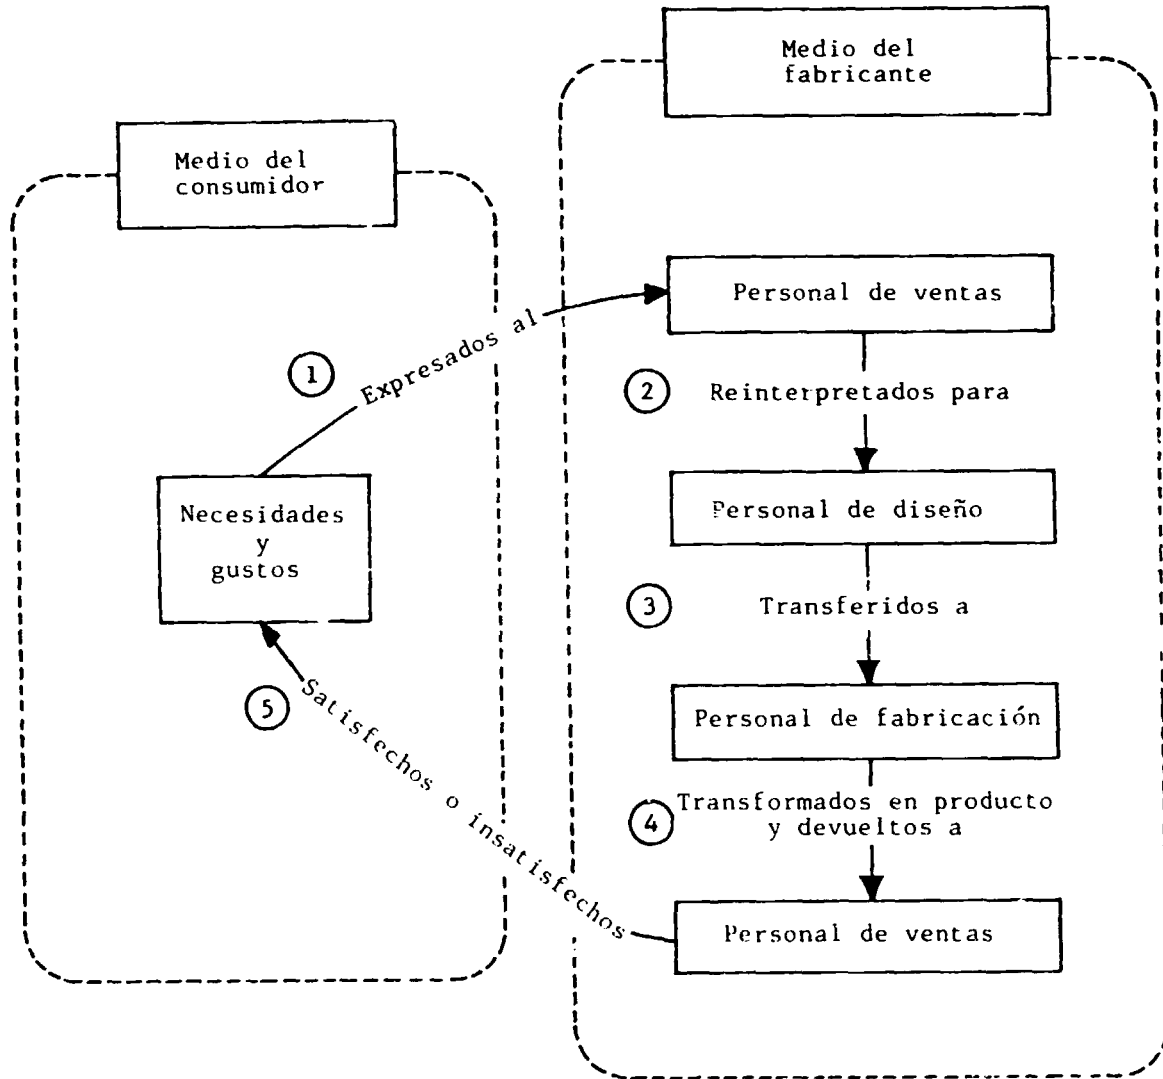 Medio del
fabricante
Medio del
consumidor
Personal de ventas
1
Expresados al
2
Reinterpretados para
Necesidades
y
gustos
Personal de diseño
3
Transferidos a
5
Satisfechos o insatisfechos
Personal de fabricación
4
Transformados en producto
y devueltos a
Personal de ventas